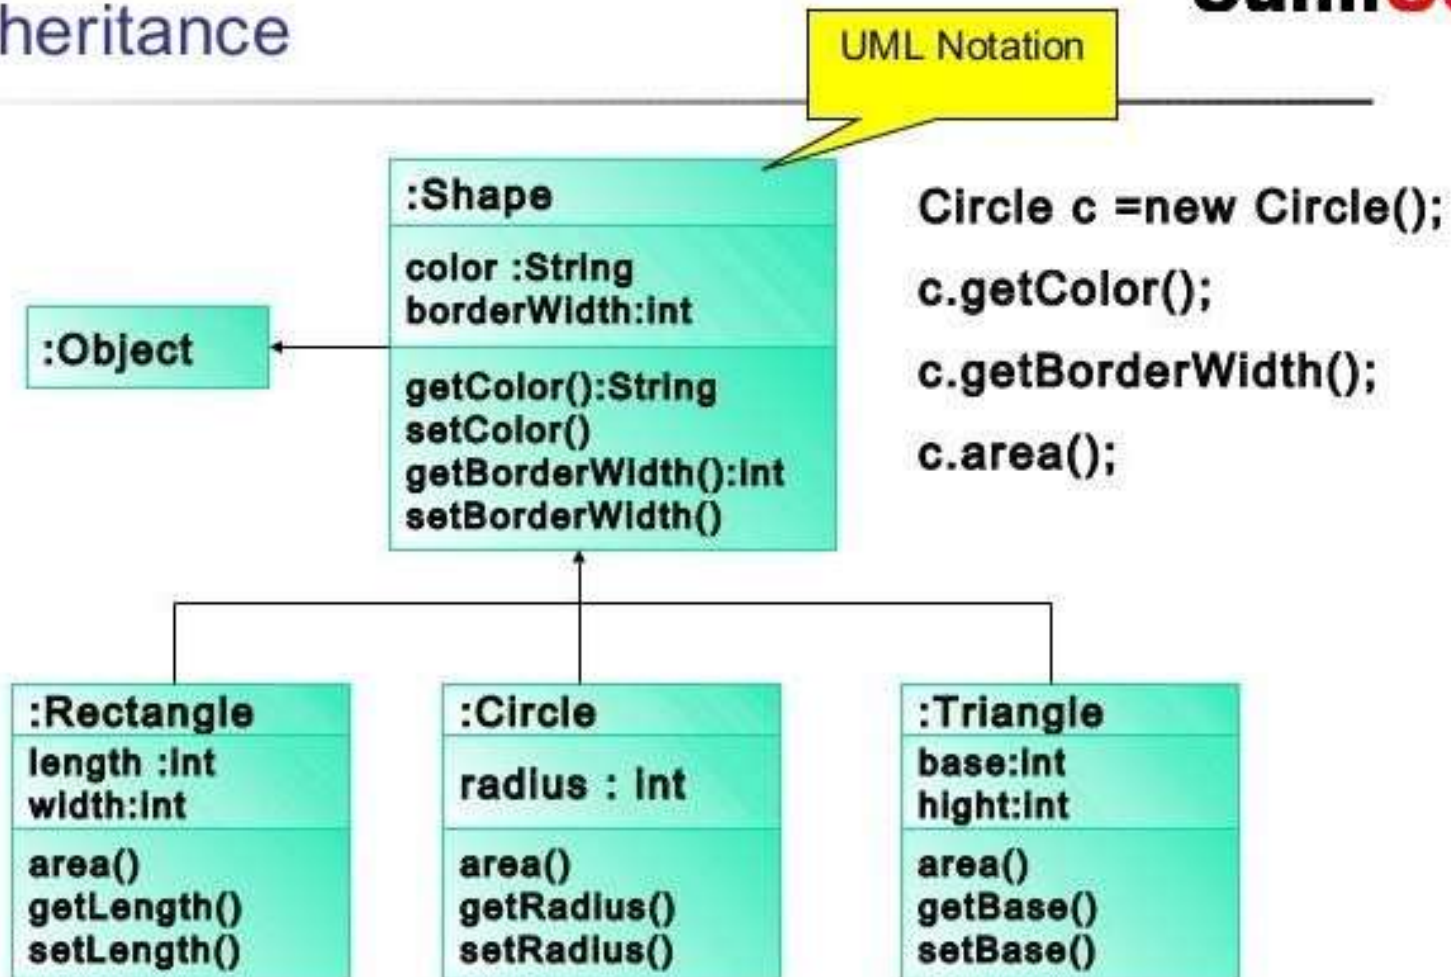 heritance
UML Notation
:Shape
color :String
borderWidth:int
getColor():String
setColor()
getBorderWidth():int
setBorderWidth()
:Object
Circle c =new Circle();
c.getColor();
c.getBorderWidth();
c.area();
:Rectangle
length :int
width:int
area()
getLength()
setLength()
:Circle
radius : int
area()
getRadius()
setRadius()
:Triangle
base:int
hight:int
area()
getBase()
setBase()